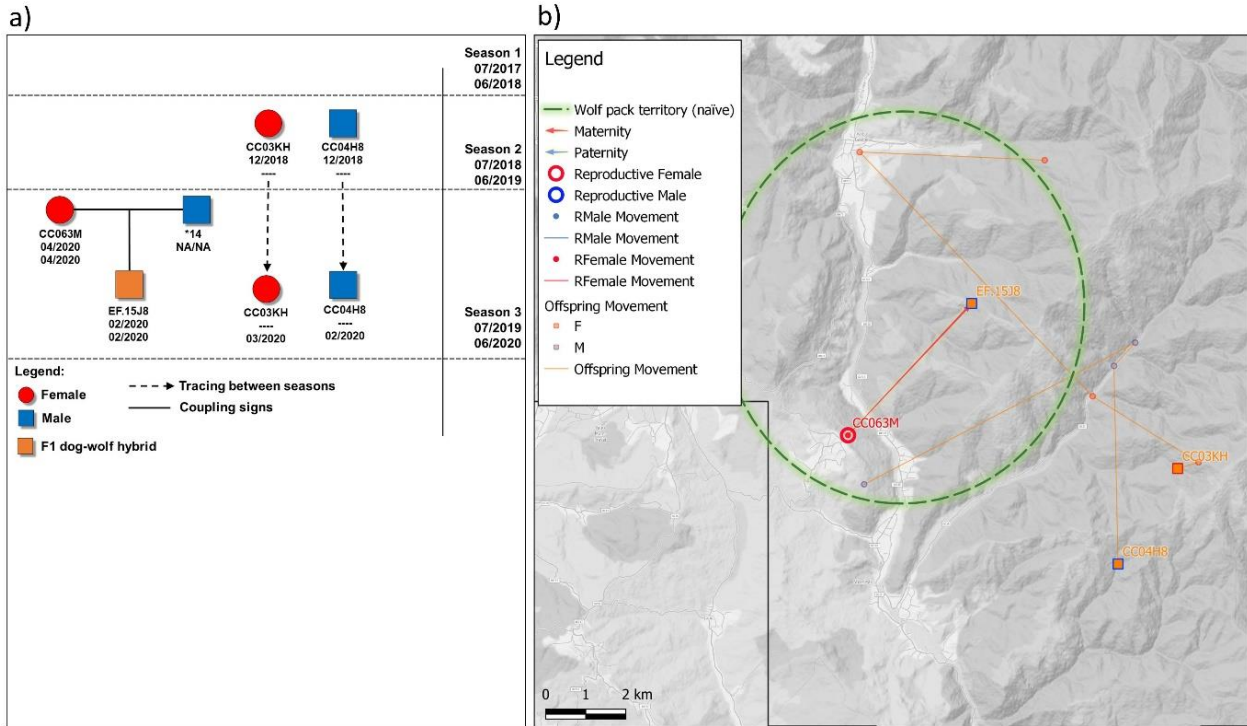 a)
Season 1
07/2017
06/2018
CC03KH
12/2018
----
CC04H8
12/2018
----
Season 2
07/2018
06/2019
CC063M
04/2020
04/2020
*14
NA/NA
EF.15J8
02/2020
02/2020
CC03KH
----
03/2020
CC04H8
----
02/2020
Season 3
07/2019
06/2020
Legend:
Female
Male
F1 dog-wolf hybrid
Tracing between seasons
Coupling signs
b)
Legend
Wolf pack territory (naïve)
Maternity
Paternity
Reproductive Female
Reproductive Male
RMale Movement
RMale Movement
RFemale Movement
RFemale Movement
Offspring Movement
F
M
Offspring Movement
EF.15J8
CC063M
CC03KH
CC04H8
0 1 2 km